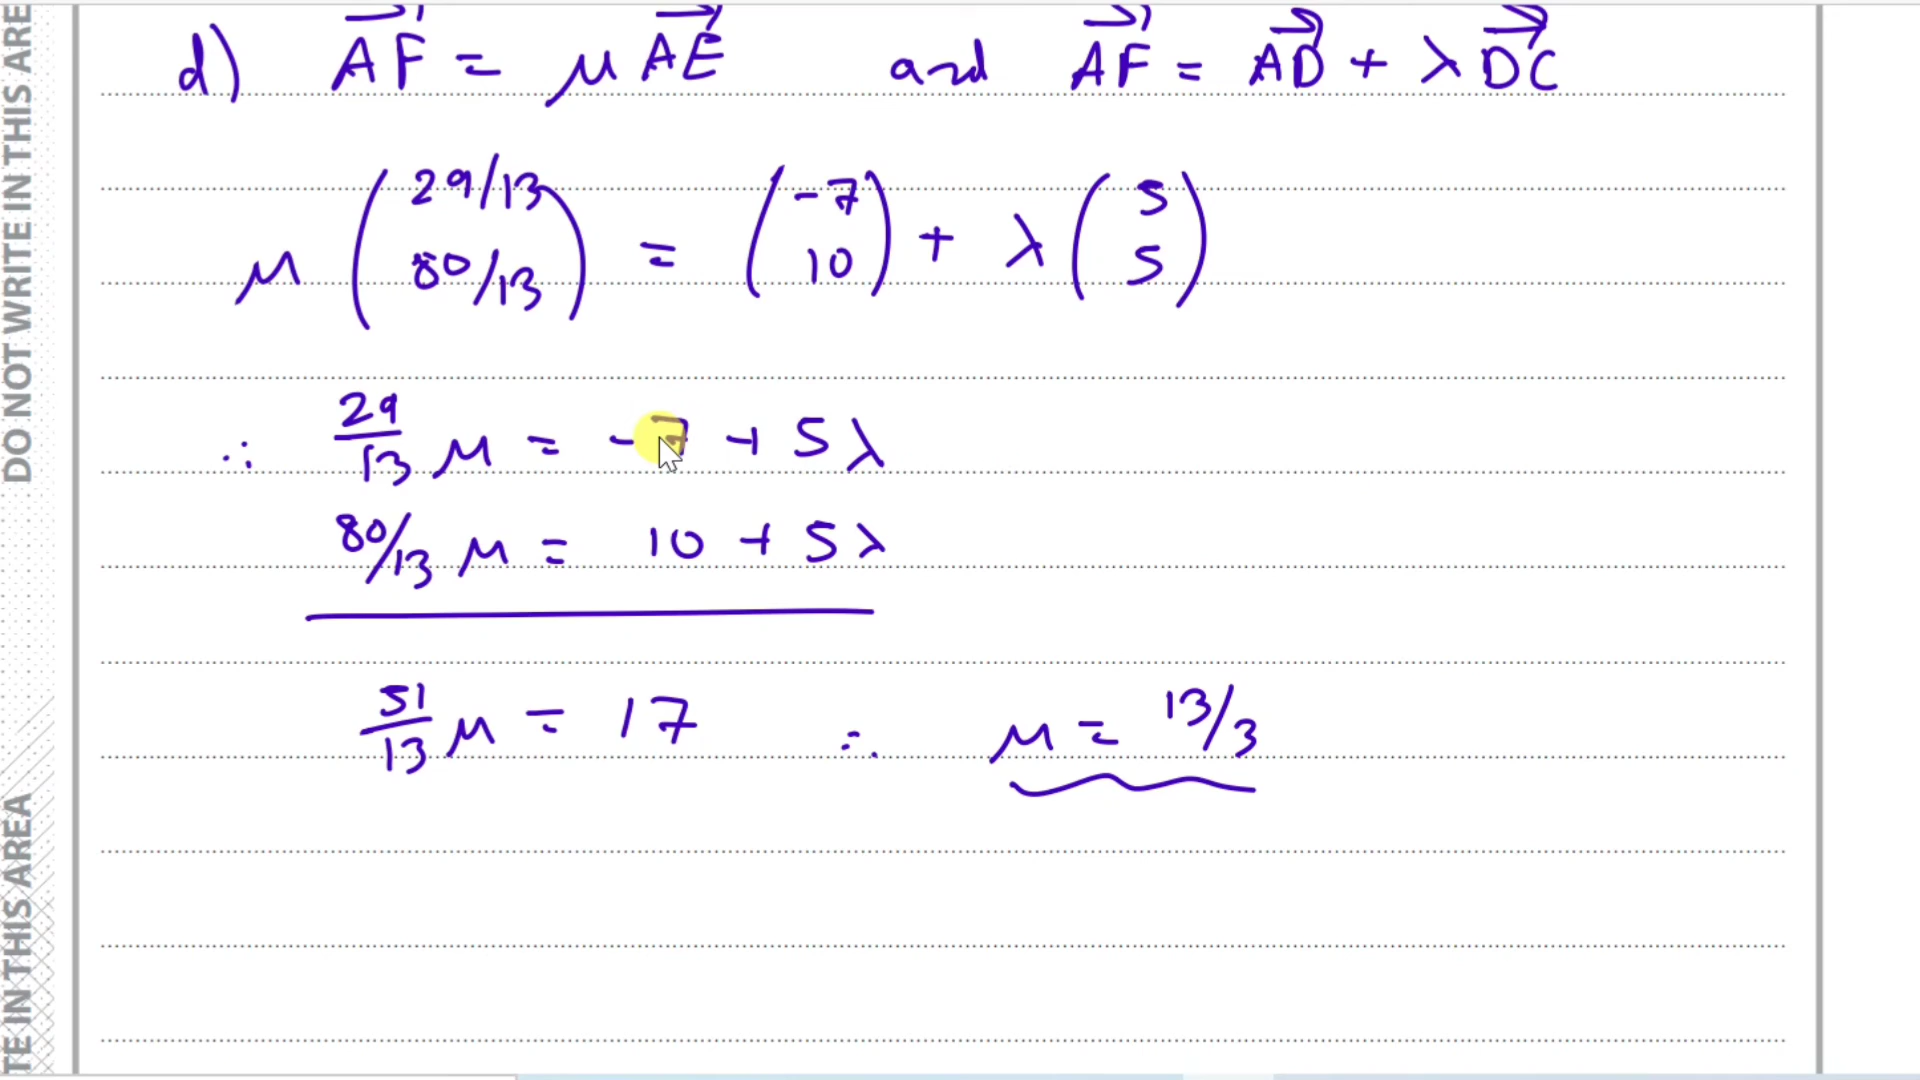 d) AF = μ AE and AF = AD + λ DC
μ ( 29/13 80/13 ) = ( -7 10 ) + λ ( 5 5 )
∴ 29/13 μ = -7 + 5λ
80/13 μ = 10 + 5λ
51/13 μ = 17 ∴ μ = 13/3
DO NOT WRITE IN THIS ARE
TE IN THIS AREA